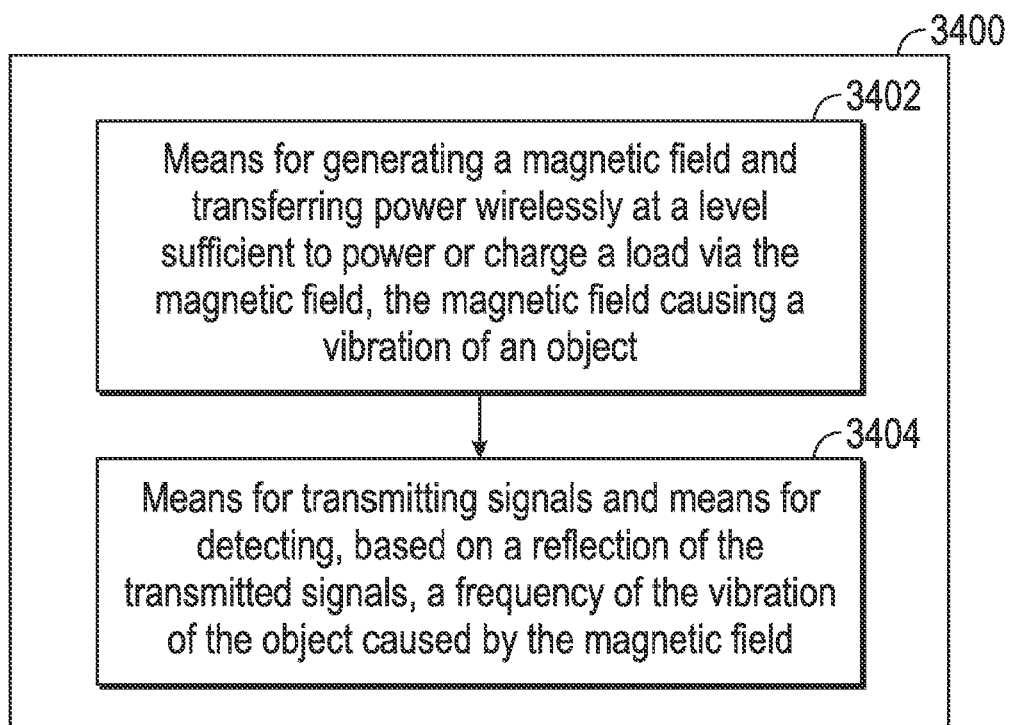 3400
3402
Means for generating a magnetic field and
transferring power wirelessly at a level
sufficient to power or charge a load via the
magnetic field, the magnetic field causing a
vibration of an object
3404
Means for transmitting signals and means for
detecting, based on a reflection of the
transmitted signals, a frequency of the vibration
of the object caused by the magnetic field